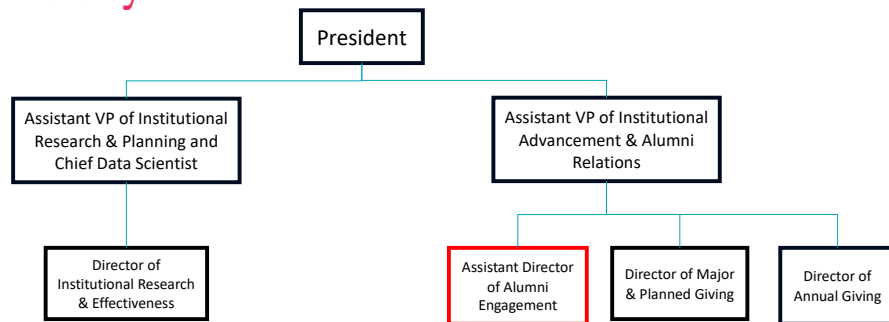 President
Assistant VP of Institutional
Research & Planning and
Chief Data Scientist
Assistant VP of Institutional
Advancement & Alumni
Relations
Director of
Institutional Research
& Effectiveness
Assistant Director
of Alumni
Engagement
Director of Major
& Planned Giving
Director of
Annual Giving